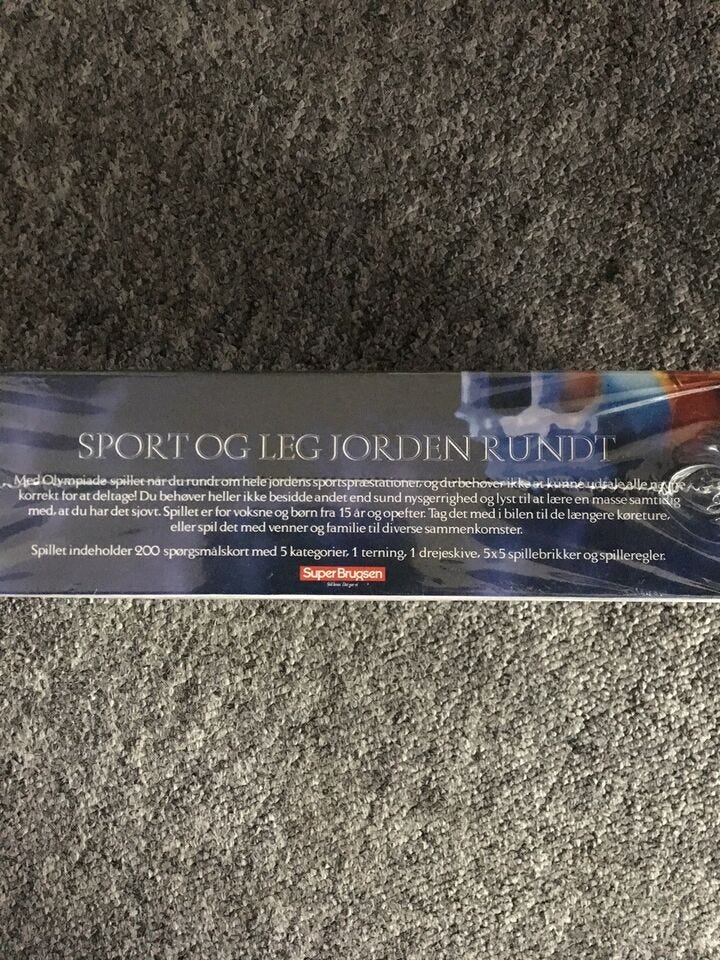 SPORT OG LEG JORDEN RUNDT
Med Olympiade spillet når du rundt om hele jordens sportspræstationer, og du behøver ikke at kunne udtale alle navne
korrekt for at deltage! Du behøver heller ikke besidde andet end sund nysgerrighed og lyst til at lære en masse samtidig
med, at du har det sjovt. Spillet er for voksne og børn fra 15 år og opefter. Tag det med i bilen til de længere køreture,
eller spil det med venner og familie til diverse sammenkomster.
Spillet indeholder 200 spørgsmålskort med 5 kategorier, 1 terning, 1 drejeskive, 5x5 spillebrikker og spilleregler.
SuperBrugsen